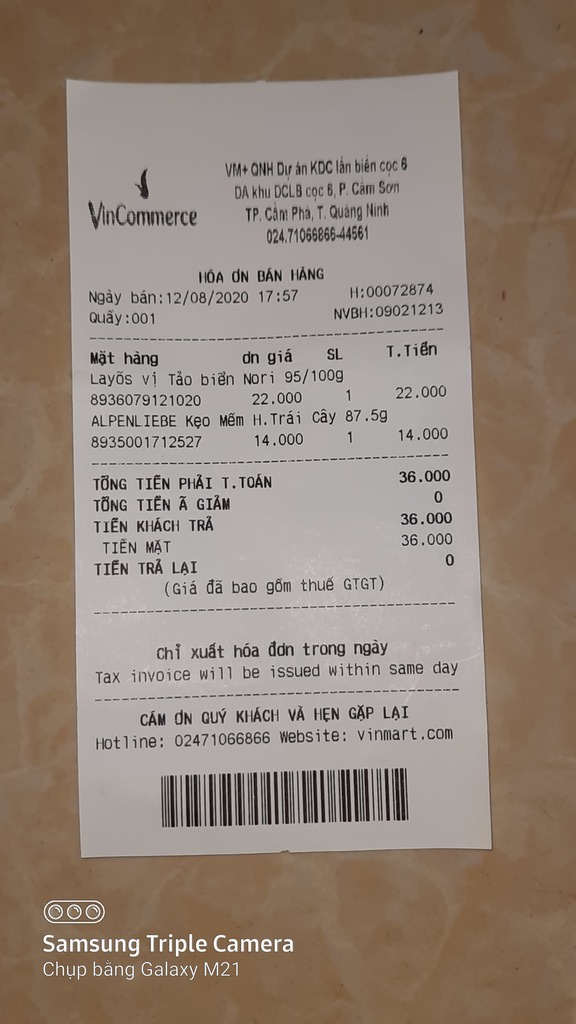 VinCommerce
VM+ QNH Dự án KDC lấn biển cọc 6
DA khu DCLB cọc 6, P. Cẩm Sơn
TP. Cẩm Phả, T. Quảng Ninh
024.71066866-44561
HÓA ƠN BÁN HÀNG
Ngày bán:12/08/2020 17:57 H:00072874
Quầy:001 NVBH:09021213
Mặt hàng ơn giá SL T.Tiền
Layõs vị Tảo biển Nori 95/100g
8936079121020 22.000 1 22.000
ALPENLIEBE Kẹo Mềm H.Trái Cây 87.5g
8935001712527 14.000 1 14.000
TỔNG TIỀN PHẢI T.TOÁN 36.000
TỔNG TIỀN Ã GIẢM 0
TIỀN KHÁCH TRẢ 36.000
TIỀN MẶT 36.000
TIỀN TRẢ LẠI 0
(Giá đã bao gồm thuế GTGT)
Chỉ xuất hóa đơn trong ngày
Tax invoice will be issued within same day
CẢM ƠN QUÝ KHÁCH VÀ HẸN GẶP LẠI
Hotline: 02471066866 Website: vinmart.com
Samsung Triple Camera
Chụp bằng Galaxy M21